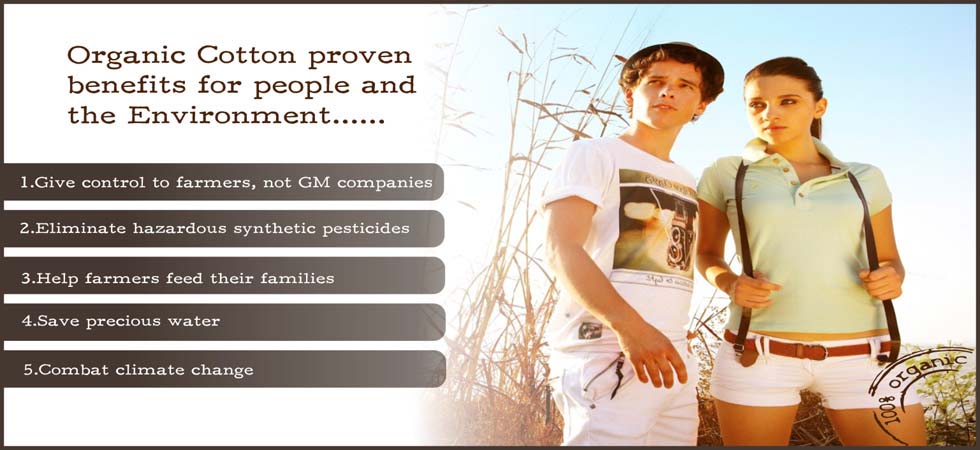 Organic Cotton proven
benefits for people and
the Environment......
1.Give control to farmers, not GM companies
2.Eliminate hazardous synthetic pesticides
3.Help farmers feed their families
4.Save precious water
5.Combat climate change
100% organic